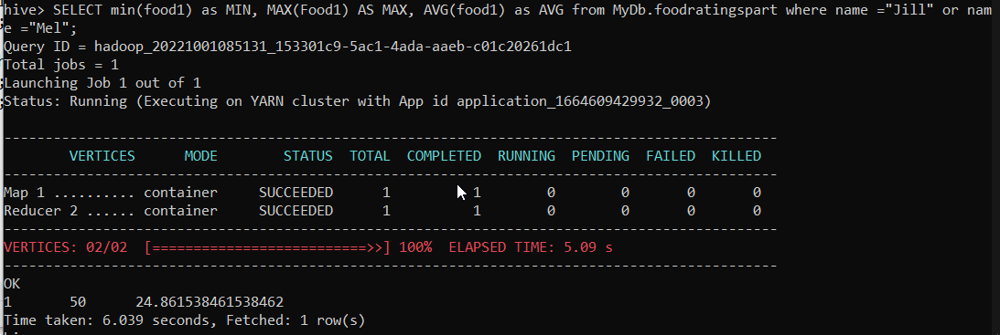 hive> SELECT min(food1) as MIN, MAX(Food1) AS MAX, AVG(food1) as AVG from MyDb.foodratingspart where name ="Jill" or nam
e ="Mel";
Query ID = hadoop_20221001085131_153301c9-5ac1-4ada-aaeb-c01c20261dc1
Total jobs = 1
Launching Job 1 out of 1
Status: Running (Executing on YARN cluster with App id application_1664609429932_0003)
----------------------------------------------------------------------------------------------
VERTICES MODE STATUS TOTAL COMPLETED RUNNING PENDING FAILED KILLED
----------------------------------------------------------------------------------------------
Map 1 .......... container SUCCEEDED 1 1 0 0 0 0
Reducer 2 ...... container SUCCEEDED 1 1 0 0 0 0
----------------------------------------------------------------------------------------------
VERTICES: 02/02 [==========================>>] 100% ELAPSED TIME: 5.09 s
----------------------------------------------------------------------------------------------
OK
1 50 24.861538461538462
Time taken: 6.039 seconds, Fetched: 1 row(s)